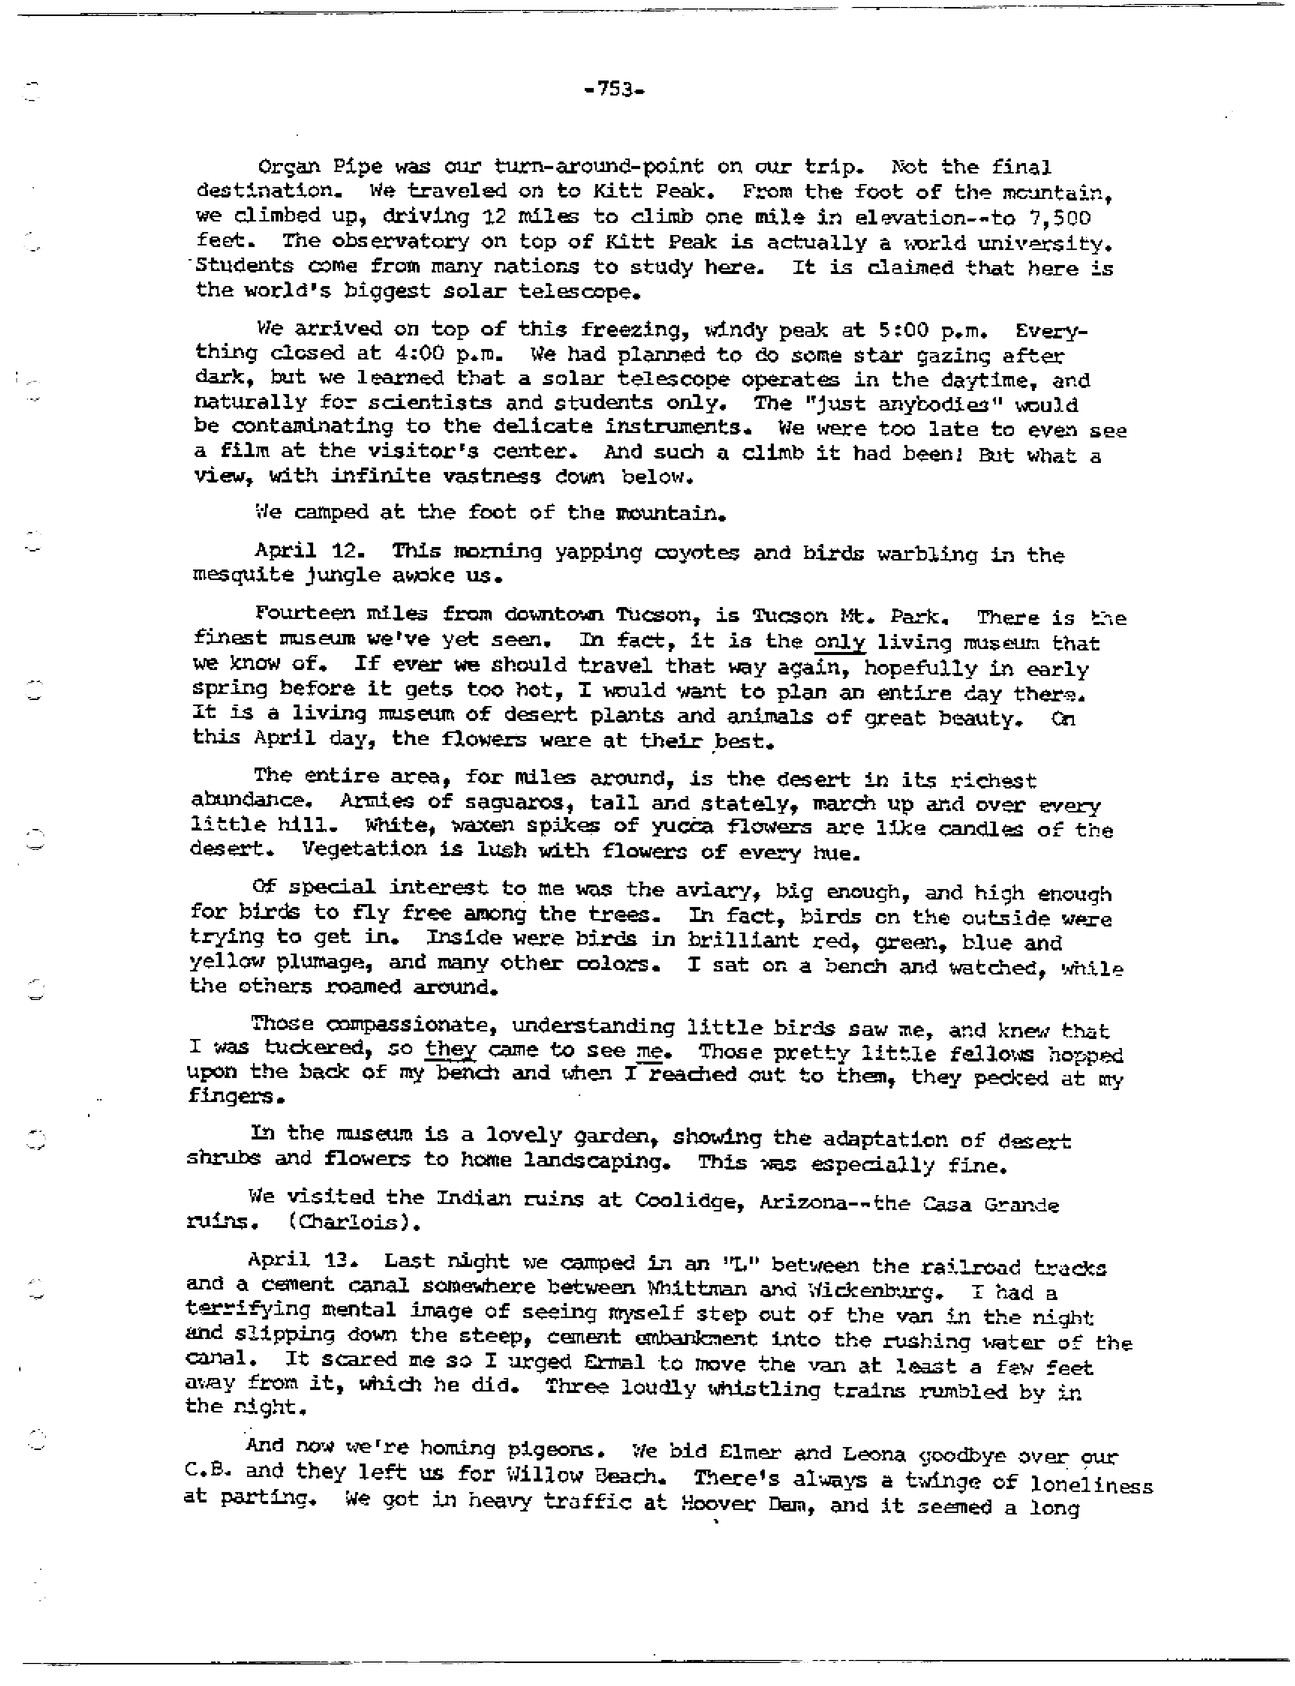 -753-
Organ Pipe was our turn-around-point on our trip. Not the final
destination. We traveled on to Kitt Peak. From the foot of the mountain,
we climbed up, driving 12 miles to climb one mile in elevation--to 7,500
feet. The observatory on top of Kitt Peak is actually a world university.
Students come from many nations to study here. It is claimed that here is
the world's biggest solar telescope.
We arrived on top of this freezing, windy peak at 5:00 p.m. Every-
thing closed at 4:00 p.m. We had planned to do some star gazing after
dark, but we learned that a solar telescope operates in the daytime, and
naturally for scientists and students only. The "just anybodies" would
be contaminating to the delicate instruments. We were too late to even see
a film at the visitor's center. And such a climb it had been! But what a
view, with infinite vastness down below.
We camped at the foot of the mountain.
April 12. This morning yapping coyotes and birds warbling in the
mesquite jungle awoke us.
Fourteen miles from downtown Tucson, is Tucson Mt. Park. There is the
finest museum we've yet seen. In fact, it is the only living museum that
we know of. If ever we should travel that way again, hopefully in early
spring before it gets too hot, I would want to plan an entire day there.
It is a living museum of desert plants and animals of great beauty. On
this April day, the flowers were at their best.
The entire area, for miles around, is the desert in its richest
abundance. Armies of saguaros, tall and stately, march up and over every
little hill. White, waxen spikes of yucca flowers are like candles of the
desert. Vegetation is lush with flowers of every hue.
Of special interest to me was the aviary, big enough, and high enough
for birds to fly free among the trees. In fact, birds on the outside were
trying to get in. Inside were birds in brilliant red, green, blue and
yellow plumage, and many other colors. I sat on a bench and watched, while
the others roamed around.
Those compassionate, understanding little birds saw me, and knew that
I was tuckered, so they came to see me. Those pretty little fellows hopped
upon the back of my bench and when I reached out to them, they pecked at my
fingers.
In the museum is a lovely garden, showing the adaptation of desert
shrubs and flowers to home landscaping. This was especially fine.
We visited the Indian ruins at Coolidge, Arizona--the Casa Grande
ruins. (Charlois).
April 13. Last night we camped in an "L" between the railroad tracks
and a cement canal somewhere between Whittman and Wickenburg. I had a
terrifying mental image of seeing myself step out of the van in the night
and slipping down the steep, cement embankment into the rushing water of the
canal. It scared me so I urged Ermal to move the van at least a few feet
away from it, which he did. Three loudly whistling trains rumbled by in
the night.
And now we're homing pigeons. We bid Elmer and Leona goodbye over our
C.B. and they left us for Willow Beach. There's always a twinge of loneliness
at parting. We got in heavy traffic at Hoover Dam, and it seemed a long